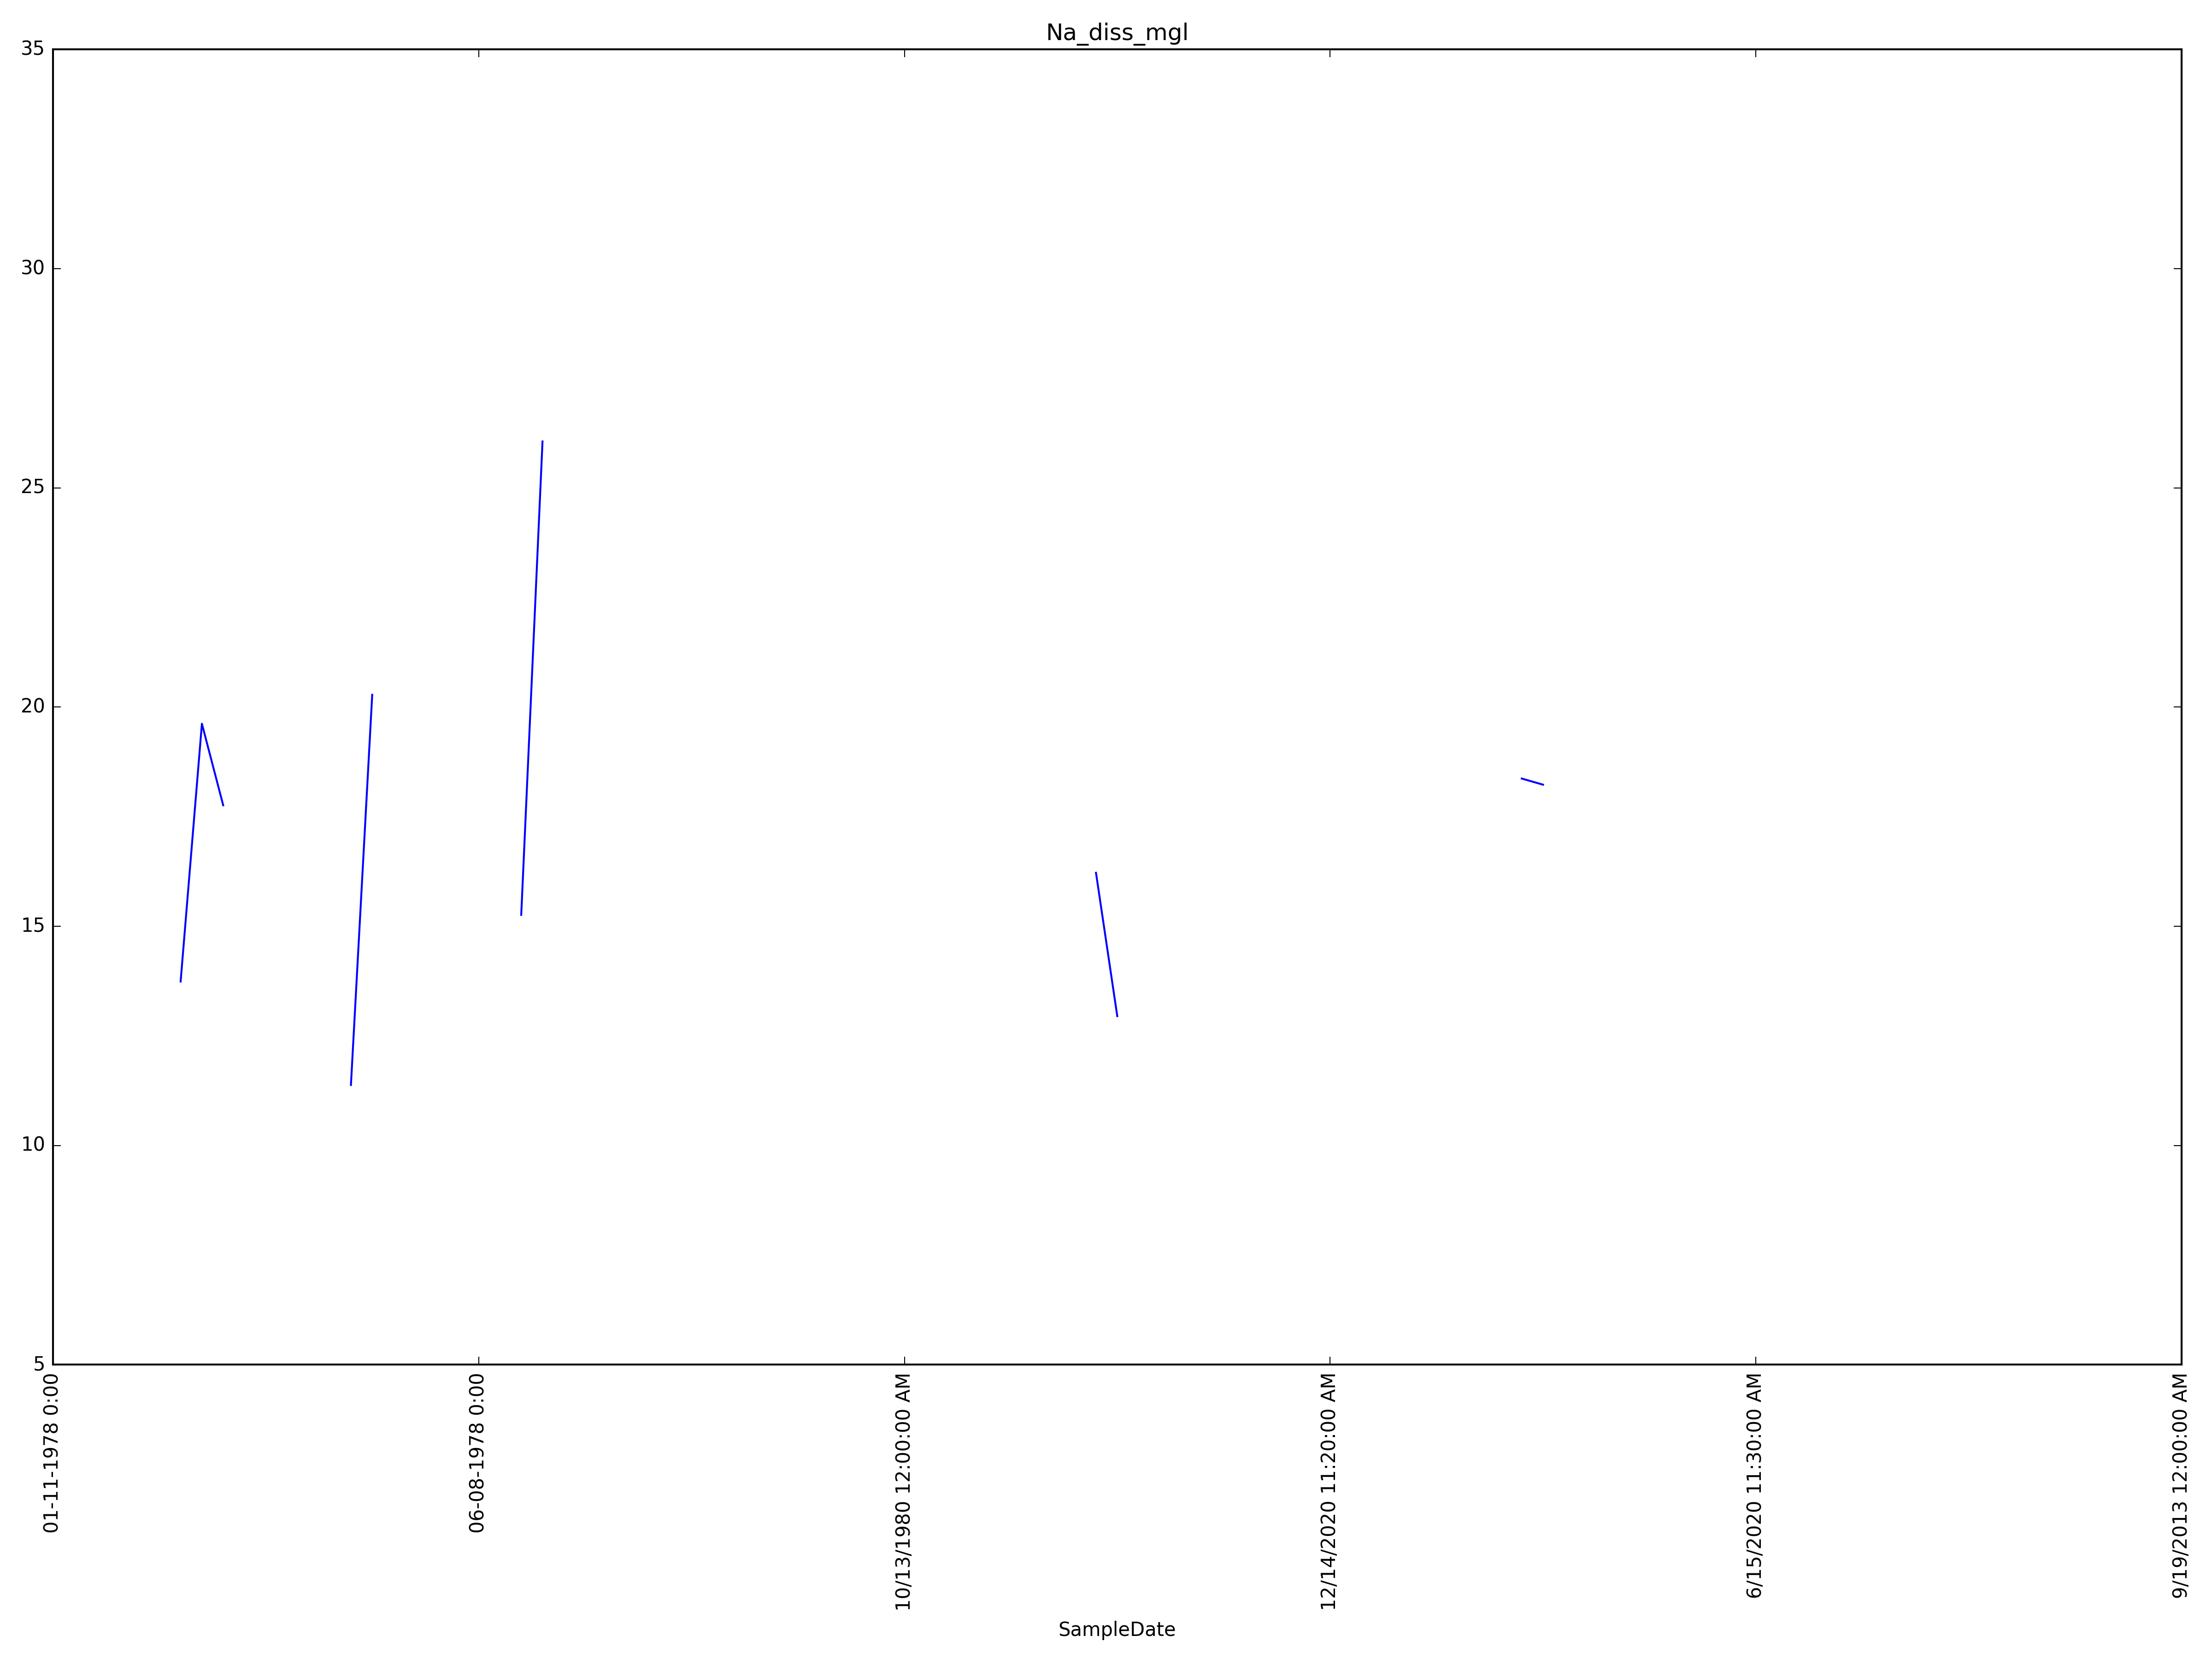 Na_diss_mgl
35
30
25
20
15
10
5
01-11-1978 0:00
06-08-1978 0:00
10/13/1980 12:00:00 AM
12/14/2020 11:20:00 AM
6/15/2020 11:30:00 AM
9/19/2013 12:00:00 AM
SampleDate